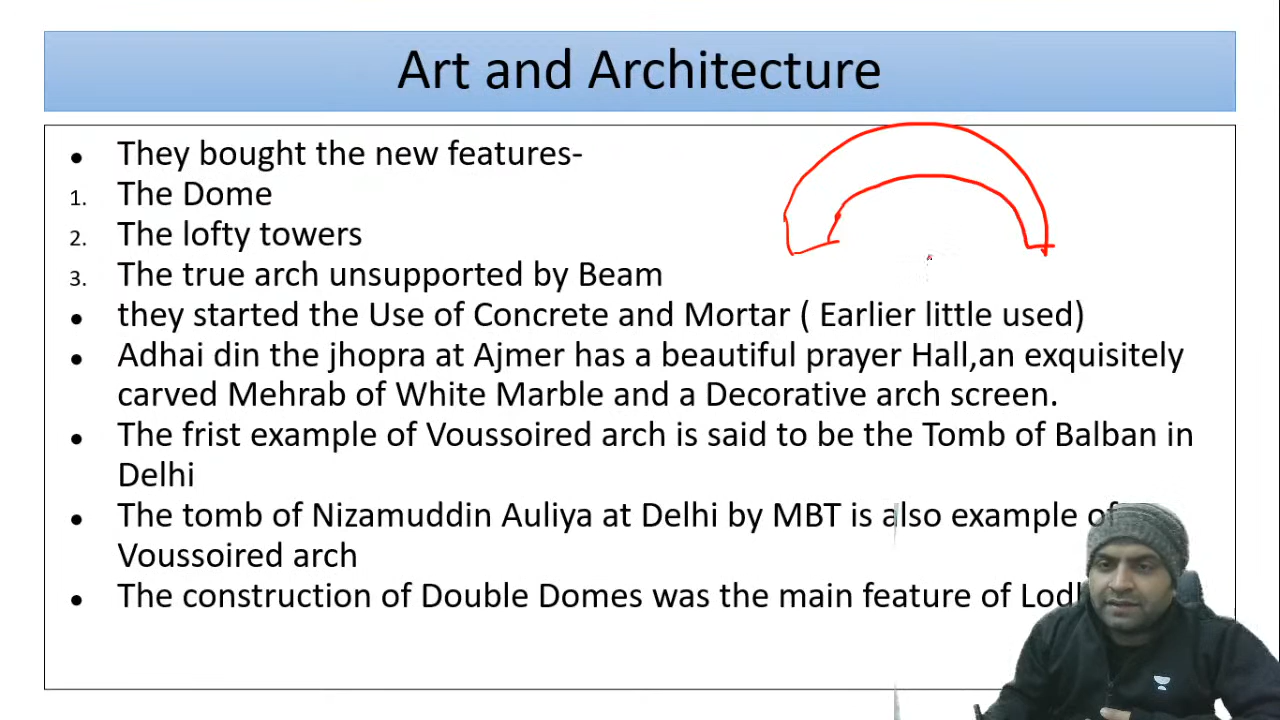 Art and Architecture
• They bought the new features-
1. The Dome
2. The lofty towers
3. The true arch unsupported by Beam
• they started the Use of Concrete and Mortar ( Earlier little used)
• Adhai din the jhopra at Ajmer has a beautiful prayer Hall,an exquisitely
carved Mehrab of White Marble and a Decorative arch screen.
• The frist example of Voussoired arch is said to be the Tomb of Balban in
Delhi
• The tomb of Nizamuddin Auliya at Delhi by MBT is also example of
Voussoired arch
• The construction of Double Domes was the main feature of